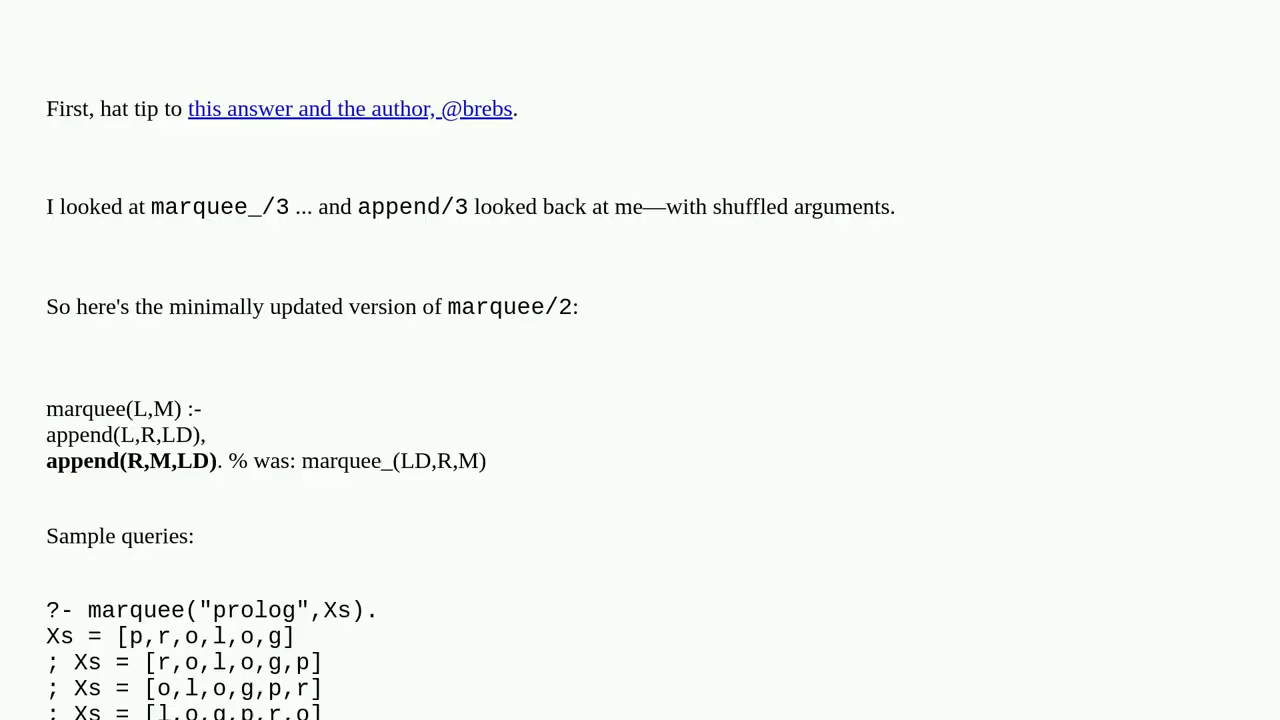 First, hat tip to this answer and the author, @brebs.
I looked at marquee_/3 ... and append/3 looked back at me—with shuffled arguments.
So here's the minimally updated version of marquee/2:
marquee(L,M) :-
append(L,R,LD),
append(R,M,LD). % was: marquee_(LD,R,M)
Sample queries:
?- marquee("prolog",Xs).
Xs = [p,r,o,l,o,g]
; Xs = [r,o,l,o,g,p]
; Xs = [o,l,o,g,p,r]
; Xs = [l,o,g,p,r,o]